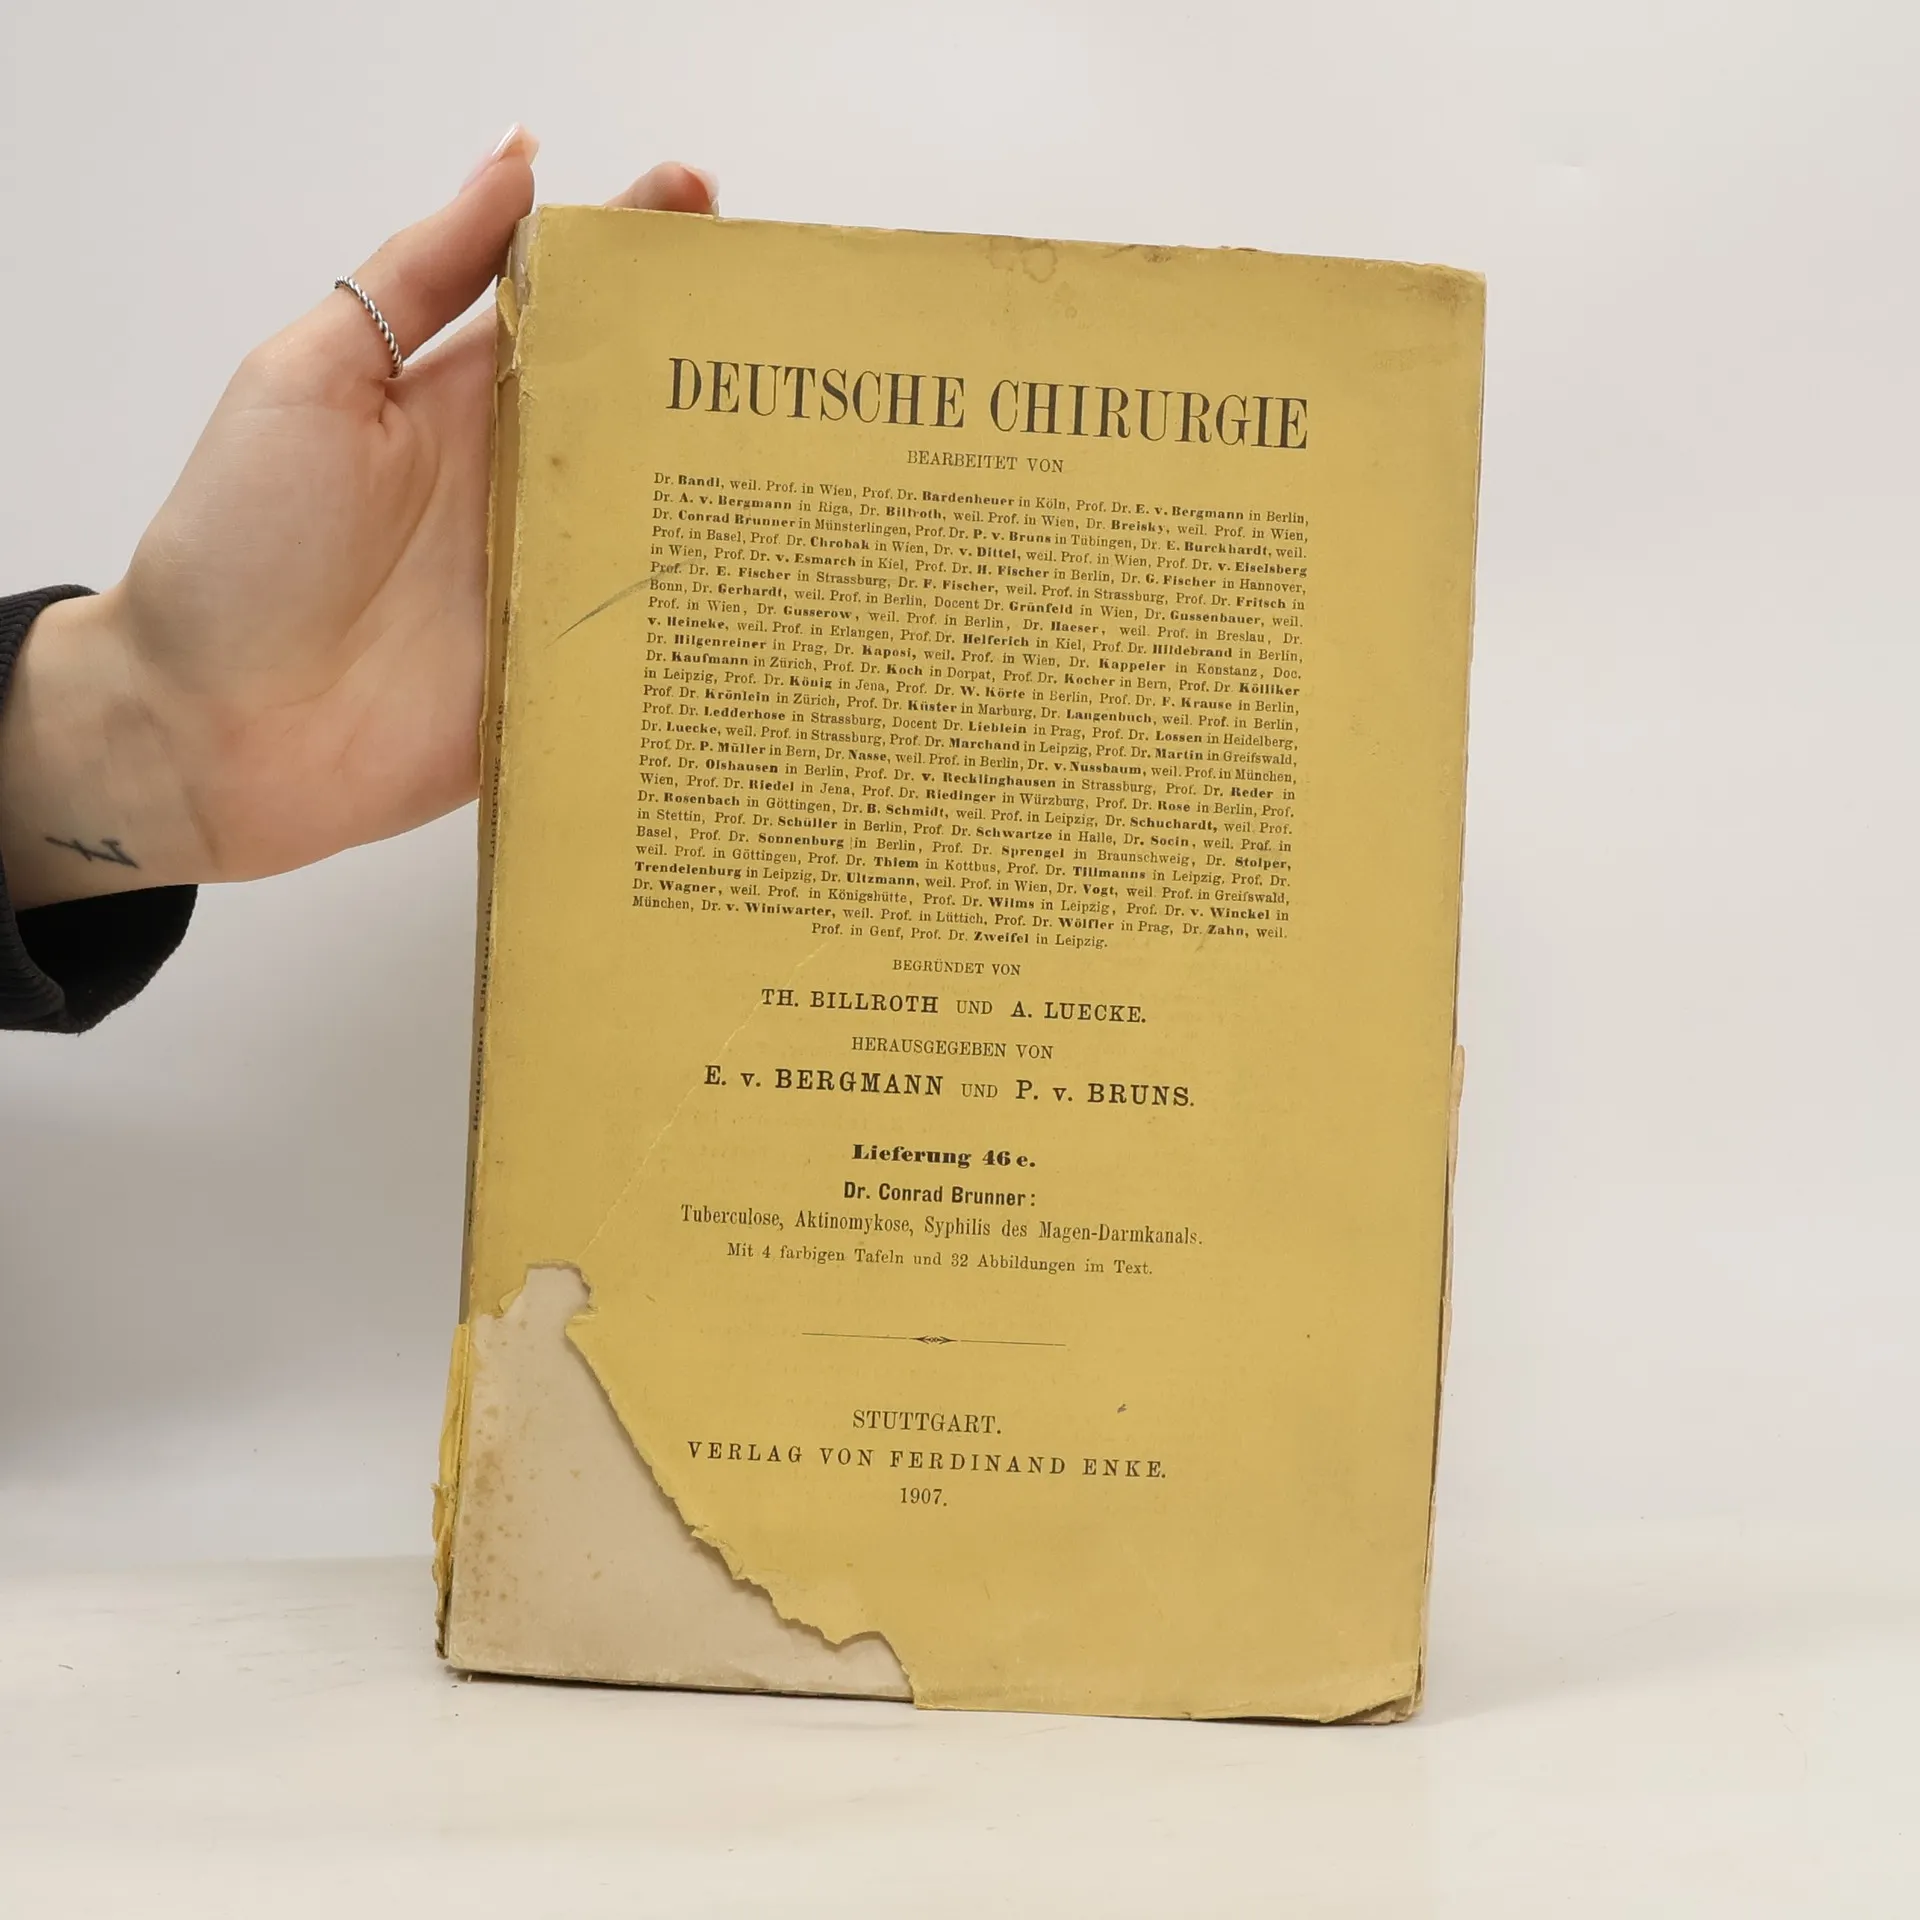 DEUTSCHE CHIRURGIE
BEARBEITET VON
Dr. Bandl, weil. Prof. in Wien, Prof. Dr. Bardenheuer in Köln, Prof. Dr. E. v. Bergmann in Berlin,
Dr. A. v. Bergmann in Riga, Dr. Billroth, weil. Prof. in Wien, Dr. Breisky, weil. Prof. in Wien,
Dr. Conrad Brunner in Münsterlingen, Prof. Dr. P. v. Bruns in Tübingen, Dr. E. Burckhardt, weil.
Prof. in Basel, Prof. Dr. Chrobak in Wien, Dr. v. Dittel, weil. Prof. in Wien, Prof. Dr. v. Eiselsberg
in Wien, Prof. Dr. v. Esmarch in Kiel, Prof. Dr. H. Fischer in Berlin, Dr. G. Fischer in Hannover,
Prof. Dr. E. Fischer in Strassburg, Dr. F. Fischer, weil. Prof. in Strassburg, Prof. Dr. Fritsch in
Bonn, Dr. Gerhardt, weil. Prof. in Berlin, Docent Dr. Grünfeld in Wien, Dr. Gussenbauer, weil.
Prof. in Wien, Dr. Gusserow, weil. Prof. in Berlin, Dr. Haeser, weil. Prof. in Breslau, Dr.
v. Heineke, weil. Prof. in Erlangen, Prof. Dr. Helferich in Kiel, Prof. Dr. Hildebrand in Berlin,
Dr. Hilgenreiner in Prag, Dr. Kaposi, weil. Prof. in Wien, Dr. Kappeler in Konstanz, Doc.
Dr. Kaufmann in Zürich, Prof. Dr. Koch in Dorpat, Prof. Dr. Kocher in Bern, Prof. Dr. Kölliker
in Leipzig, Prof. Dr. König in Jena, Prof. Dr. W. Körte in Berlin, Prof. Dr. F. Krause in Berlin,
Prof. Dr. Krönlein in Zürich, Prof. Dr. Küster in Marburg, Dr. Langenbuch, weil. Prof. in Berlin,
Prof. Dr. Ledderhose in Strassburg, Docent Dr. Lieblein in Prag, Prof. Dr. Lossen in Heidelberg,
Dr. Luecke, weil. Prof. in Strassburg, Prof. Dr. Marchand in Leipzig, Prof. Dr. Martin in Greifswald,
Prof. Dr. P. Müller in Bern, Dr. Nasse, weil. Prof. in Berlin, Dr. v. Nussbaum, weil. Prof. in München,
Prof. Dr. Olshausen in Berlin, Prof. Dr. v. Recklinghausen in Strassburg, Prof. Dr. Reder in
Wien, Prof. Dr. Riedel in Jena, Prof. Dr. Riedinger in Würzburg, Prof. Dr. Rose in Berlin, Prof.
Dr. Rosenbach in Göttingen, Dr. B. Schmidt, weil. Prof. in Leipzig, Dr. Schuchardt, weil. Prof.
in Stettin, Prof. Dr. Schüller in Berlin, Prof. Dr. Schwartze in Halle, Dr. Socin, weil. Prof. in
Basel, Prof. Dr. Sonnenburg in Berlin, Prof. Dr. Sprengel in Braunschweig, Dr. Stolper,
weil. Prof. in Göttingen, Prof. Dr. Thiem in Kottbus, Prof. Dr. Tillmanns in Leipzig, Prof. Dr.
Trendelenburg in Leipzig, Dr. Ultzmann, weil. Prof. in Wien, Dr. Vogt, weil. Prof. in Greifswald,
Dr. Wagner, weil. Prof. in Königshütte, Prof. Dr. Wilms in Leipzig, Prof. Dr. v. Winckel in
München, Dr. v. Winiwarter, weil. Prof. in Lüttich, Prof. Dr. Wölfler in Prag, Dr. Zahn, weil.
Prof. in Genf, Prof. Dr. Zweifel in Leipzig.
BEGRÜNDET VON
TH. BILLROTH UND A. LUECKE.
HERAUSGEGEBEN VON
E. v. BERGMANN UND P. v. BRUNS.
Lieferung 46 e.
Dr. Conrad Brunner:
Tuberculose, Aktinomykose, Syphilis des Magen-Darmkanals.
Mit 4 farbigen Tafeln und 32 Abbildungen im Text.
STUTTGART.
VERLAG VON FERDINAND ENKE.
1907.